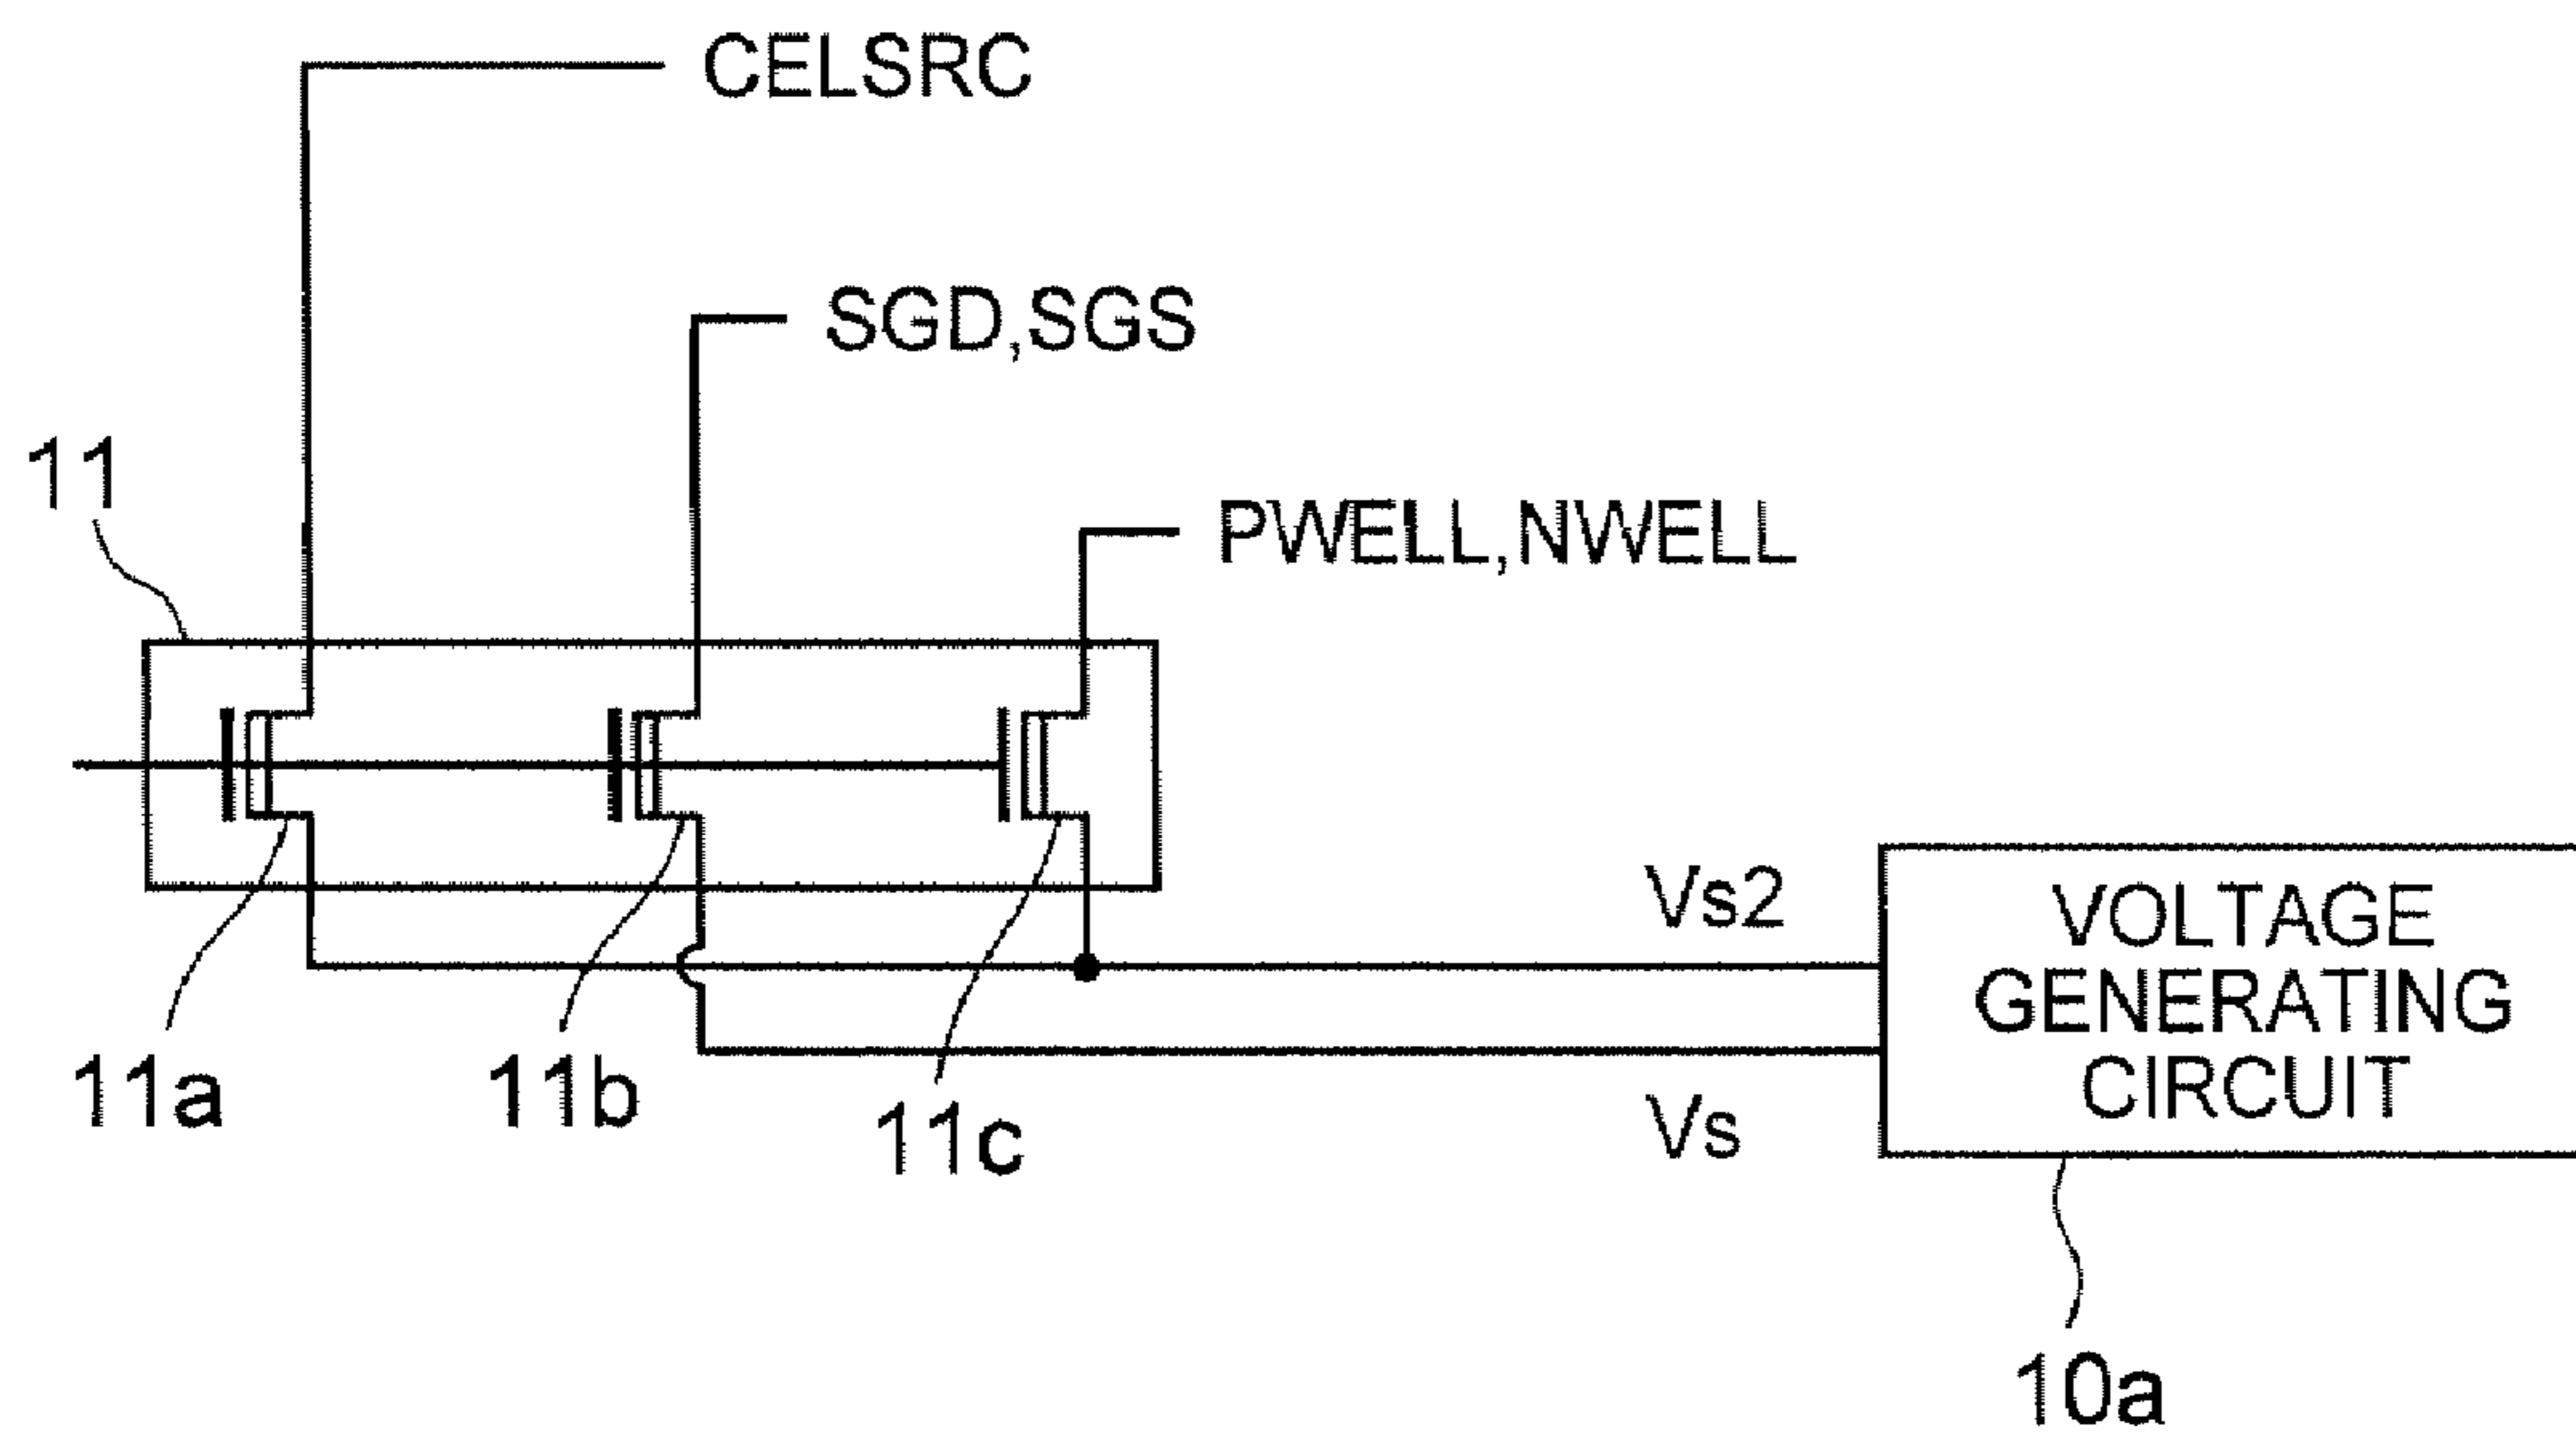 CELSRC
SGD,SGS
11
PWELL,NWELL
Vs2
VOLTAGE
GENERATING
CIRCUIT
11a
11b
11c
Vs
10a